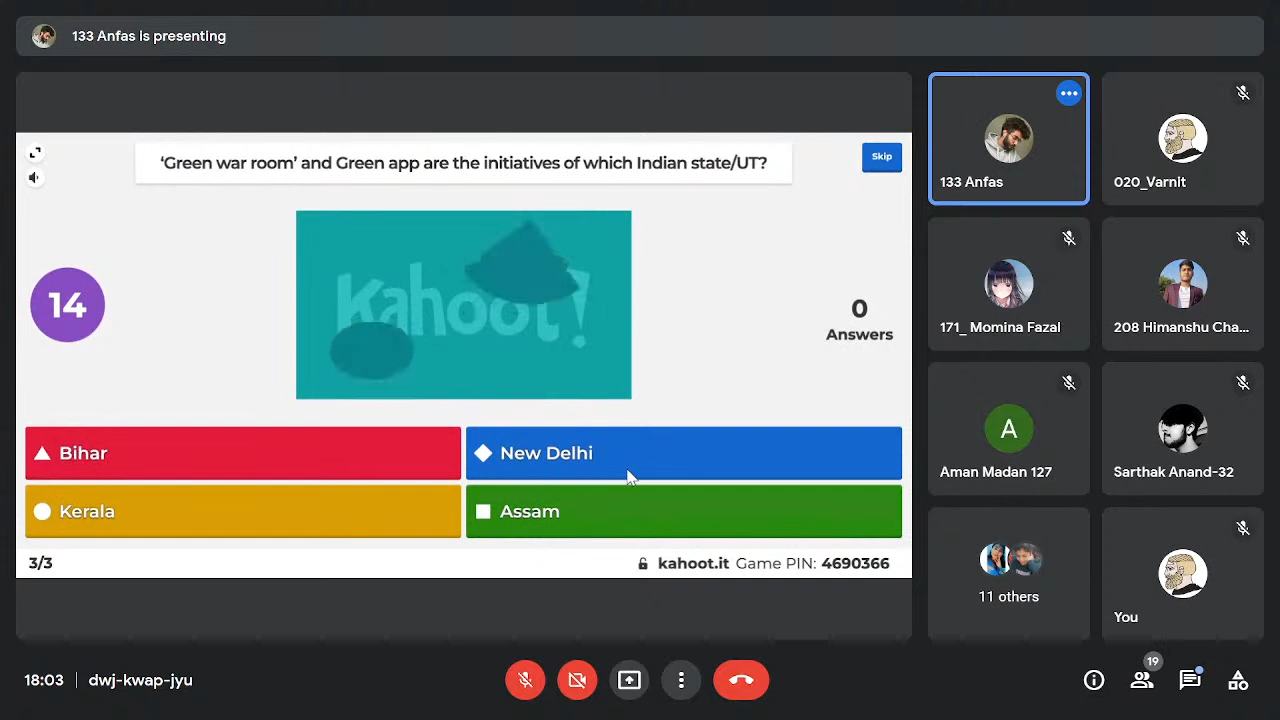 133 Anfas Is presenting
'Green war room' and Green app are the initiatives of which Indian state/UT?
Skip
14
Kahoot!
0
Answers
Bihar
New Delhi
Kerala
Assam
3/3
kahoot.it Game PIN: 4690366
133 Anfas
020_Varnit
171_ Momina Fazal
208 Himanshu Cha...
A
Aman Madan 127
Sarthak Anand-32
11 others
You
18:03
dwj-kwap-jyu
19